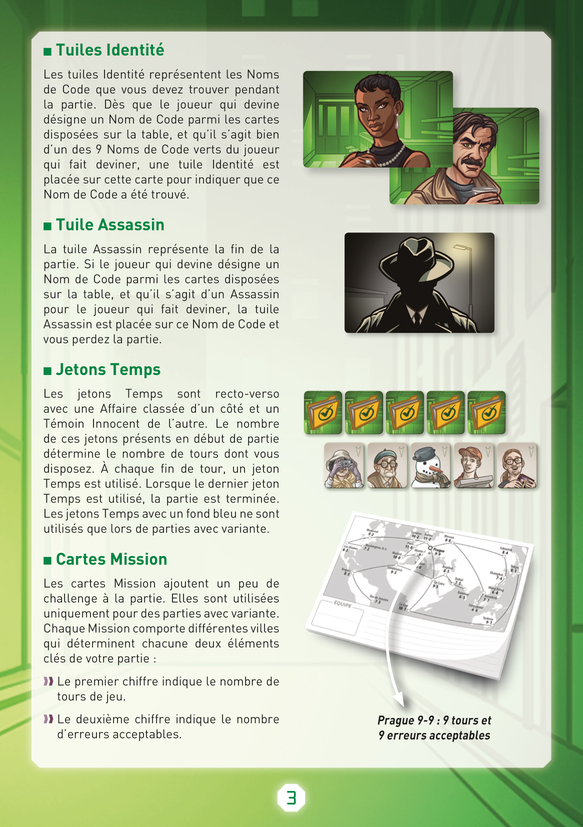 Tuiles Identité
Les tuiles Identité représentent les Noms
de Code que vous devez trouver pendant
la partie. Dès que le joueur qui devine
désigne un Nom de Code parmi les cartes
disposées sur la table, et qu'il s'agit bien
d'un des 9 Noms de Code verts du joueur
qui fait deviner, une tuile Identité est
placée sur cette carte pour indiquer que ce
Nom de Code a été trouvé.
Tuile Assassin
La tuile Assassin représente la fin de la
partie. Si le joueur qui devine désigne un
Nom de Code parmi les cartes disposées
sur la table, et qu'il s'agit d'un Assassin
pour le joueur qui fait deviner, la tuile
Assassin est placée sur ce Nom de Code et
vous perdez la partie.
Jetons Temps
Les jetons Temps sont recto-verso
avec une Affaire classée d'un côté et un
Témoin Innocent de l'autre. Le nombre
de ces jetons présents en début de partie
détermine le nombre de tours dont vous
disposez. À chaque fin de tour, un jeton
Temps est utilisé. Lorsque le dernier jeton
Temps est utilisé, la partie est terminée.
Les jetons Temps avec un fond bleu ne sont
utilisés que lors de parties avec variante.
Cartes Mission
Les cartes Mission ajoutent un peu de
challenge à la partie. Elles sont utilisées
uniquement pour des parties avec variante.
Chaque Mission comporte différentes villes
qui déterminent chacune deux éléments
clés de votre partie :
Le premier chiffre indique le nombre de
tours de jeu.
Le deuxième chiffre indique le nombre
d'erreurs acceptables.
EQUIPE
Prague 9-9 : 9 tours et
9 erreurs acceptables
3